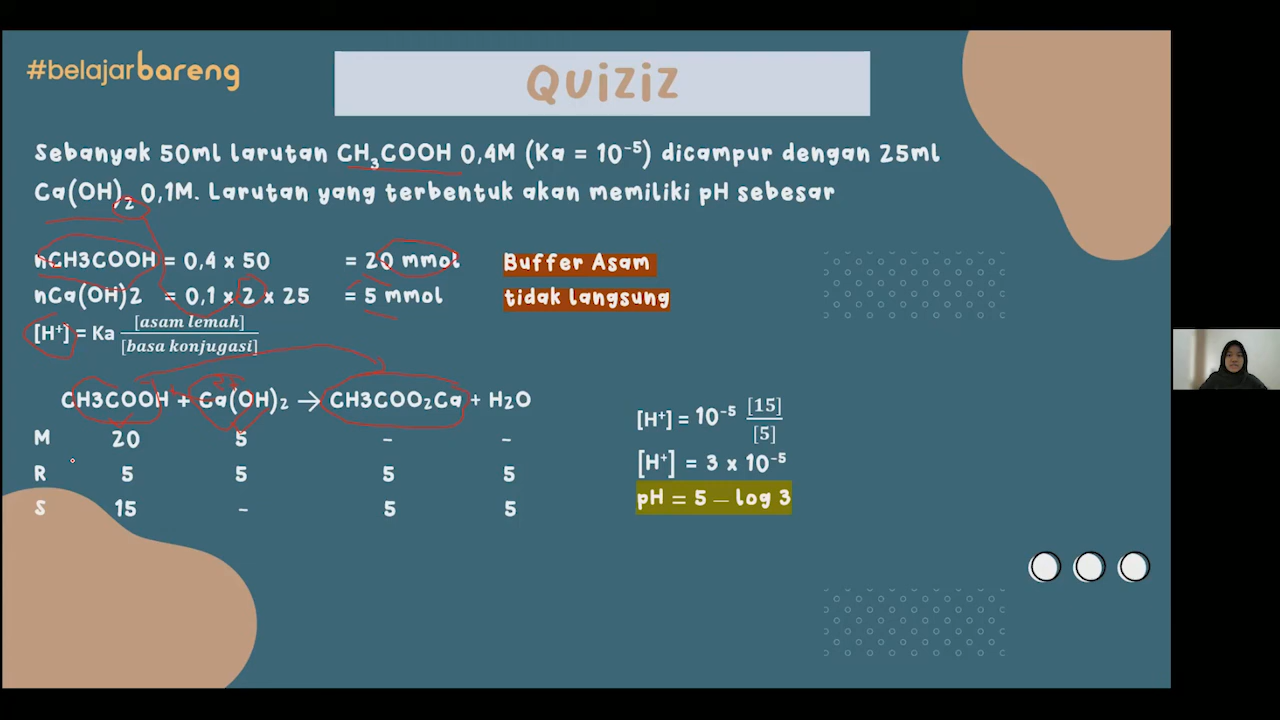 #belajarbareng
QUIZIZ
Sebanyak 50ml larutan CH₃COOH 0,4M (Ka = 10⁻⁵) dicampur dengan 25ml
Ca(OH)₂ 0,1M. Larutan yang terbentuk akan memiliki pH sebesar
nCH3COOH = 0,4 x 50 = 20 mmol Buffer Asam
nCa(OH)2 = 0,1 x 2 x 25 = 5 mmol tidak langsung
[H⁺] = Ka [asam lemah]/[basa konjugasi]
CH3COOH + Ca(OH)₂ → CH3COO₂Ca + H₂O
M 20 5 - -
R 5 5 5 5
S 15 - 5 5
[H⁺] = 10⁻⁵ [15]/[5]
[H⁺] = 3 x 10⁻⁵
pH = 5 – log 3